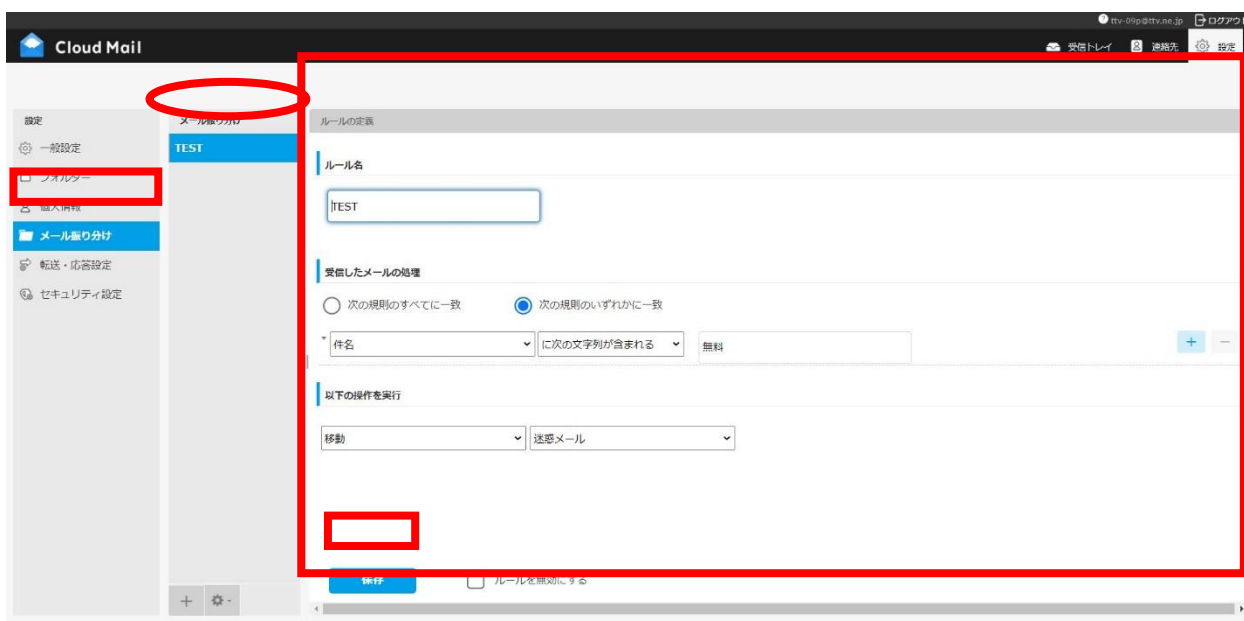 ttv-09p@ttv.ne.jp ログアウト
Cloud Mail
受信トレイ 連絡先 設定
設定
一般設定
フォルダー
個人情報
メール振り分け
転送・応答設定
セキュリティ設定
メール振り分け
TEST
ルールの定義
ルール名
TEST
受信したメールの処理
次の規則のすべてに一致 次の規則のいずれかに一致
件名 に次の文字列が含まれる 無料
以下の操作を実行
移動 迷惑メール
保存 ルールを無効にする